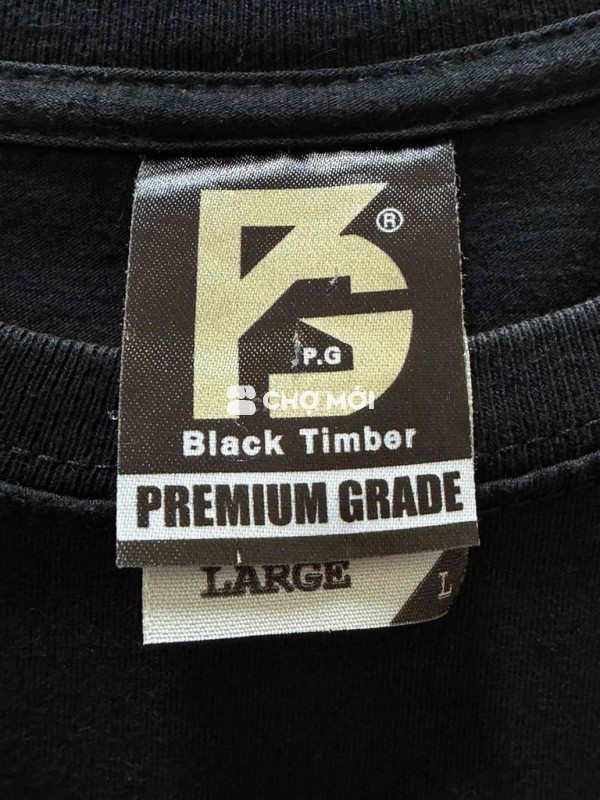 ®
P.G
CHỢ MỚI
Black Timber
PREMIUM GRADE
LARGE
L